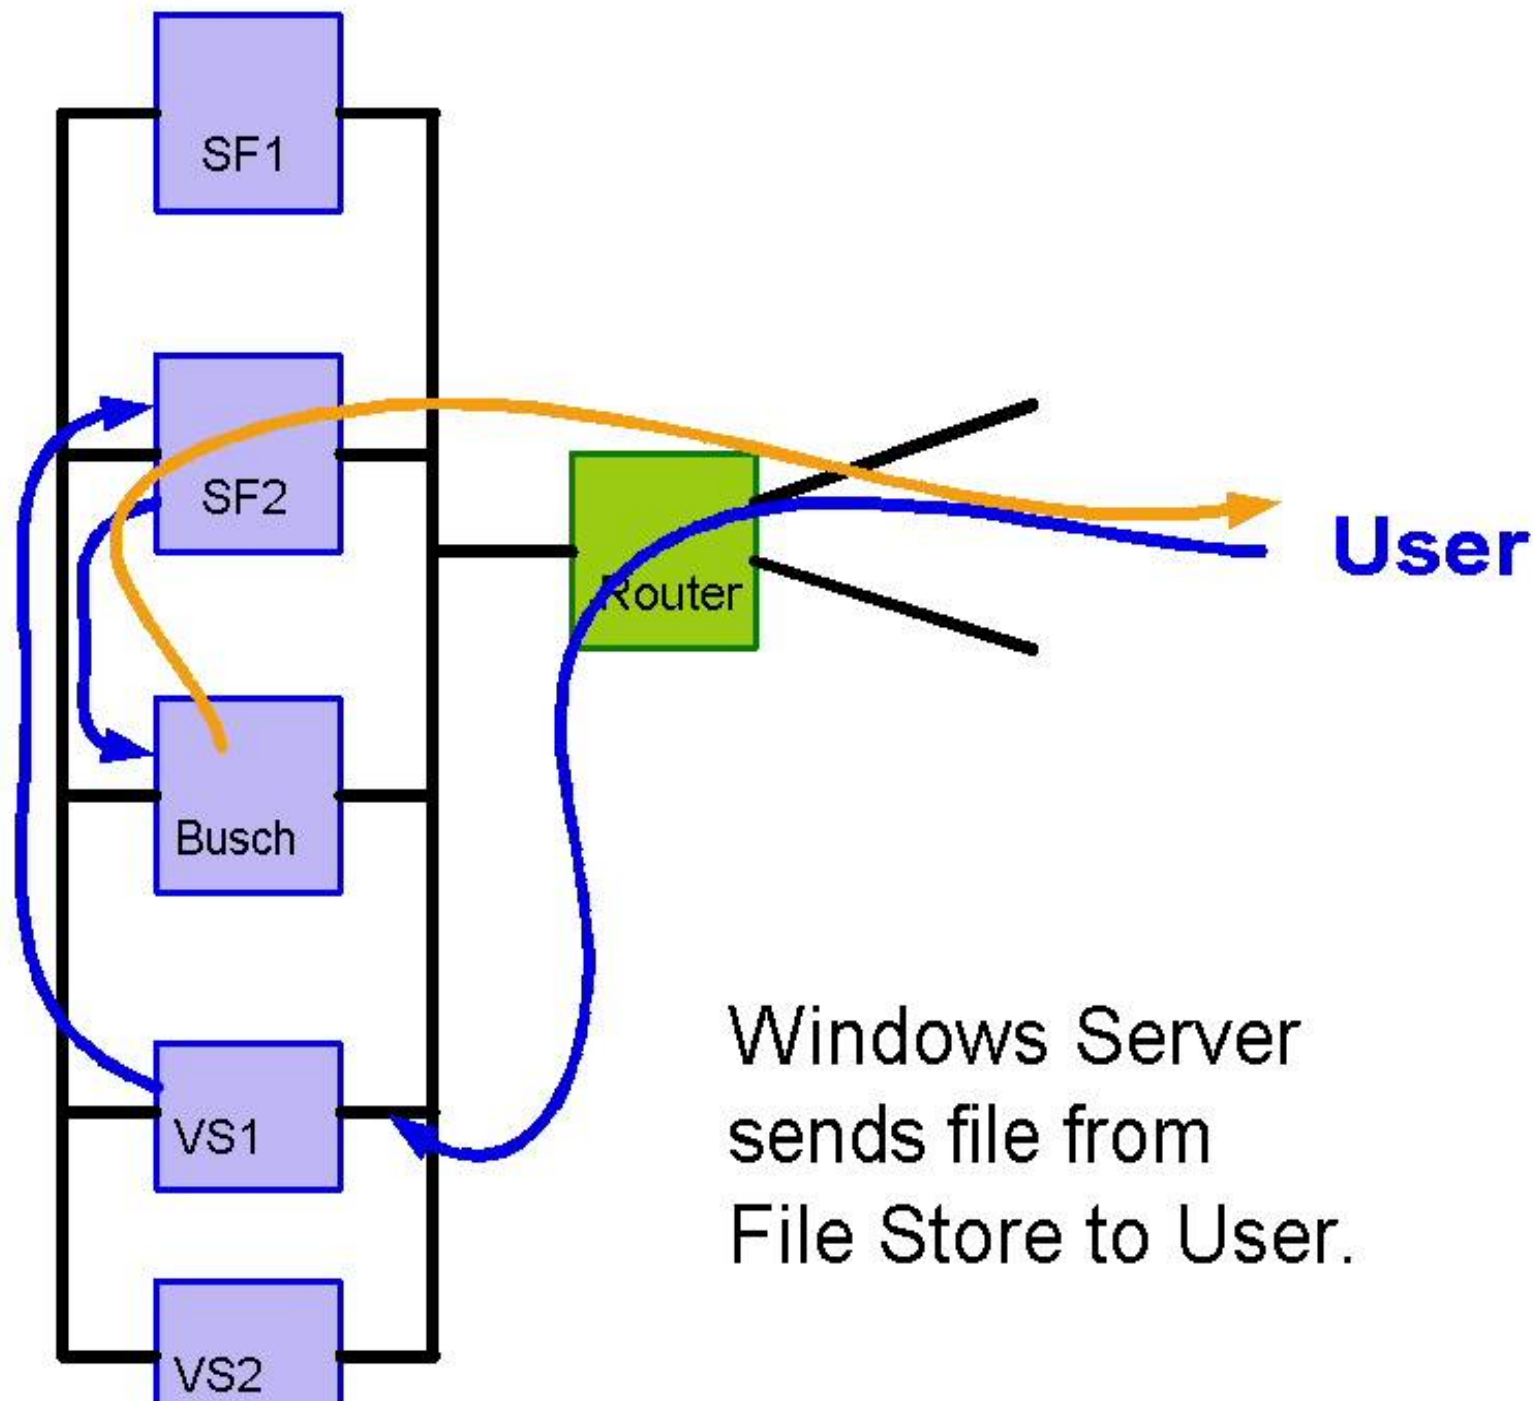 SF1
SF2
Router
User
Busch
VS1
Windows Server
sends file from
File Store to User.
VS2